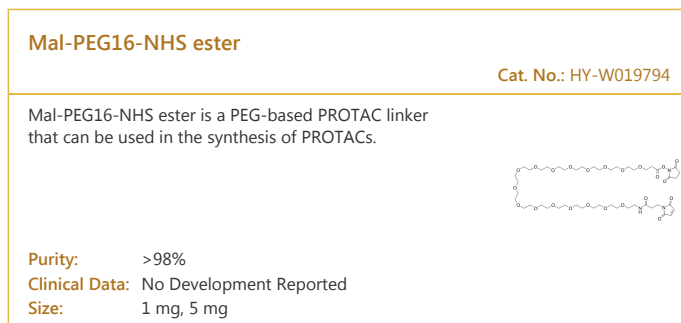 Mal-PEG16-NHS ester
Cat. No.: HY-W019794
Mal-PEG16-NHS ester is a PEG-based PROTAC linker
that can be used in the synthesis of PROTACs.
Purity: >98%
Clinical Data: No Development Reported
Size: 1 mg, 5 mg